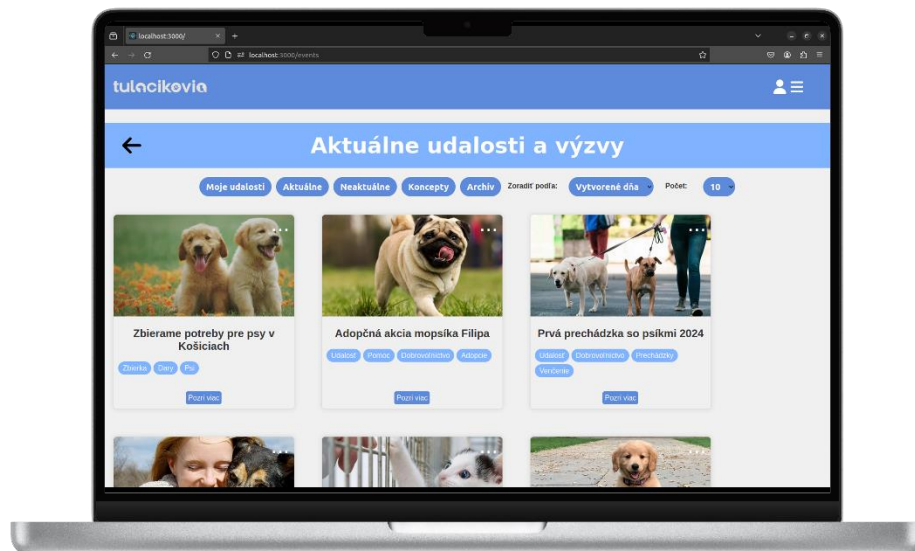 localhost:3000/
localhost:3000/events
tulacikovia
Aktuálne udalosti a výzvy
Moje udalosti Aktuálne Neaktuálne Koncepty Archív Zoradiť podľa: Vytvorené dňa Počet: 10
Zbierame potreby pre psy v
Košiciach
Zbierka Dary Psi
Pozri viac
Adopčná akcia mopsíka Filipa
Udalosť Pomoc Dobrovoľníctvo Adopcie
Pozri viac
Prvá prechádzka so psíkmi 2024
Udalosť Dobrovoľníctvo Prechádzky
Venčenie
Pozri viac